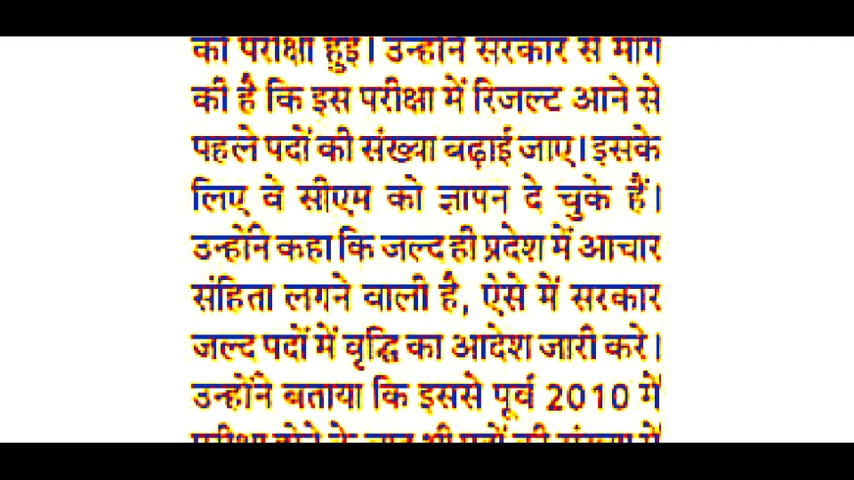 की परीक्षा हुई। उन्होंने सरकार से मांग
की है कि इस परीक्षा में रिजल्ट आने से
पहले पदों की संख्या बढ़ाई जाए। इसके
लिए वे सीएम को ज्ञापन दे चुके हैं।
उन्होंने कहा कि जल्द ही प्रदेश में आचार
संहिता लगने वाली है, ऐसे में सरकार
जल्द पदों में वृद्धि का आदेश जारी करे।
उन्होंने बताया कि इससे पूर्व 2010 में